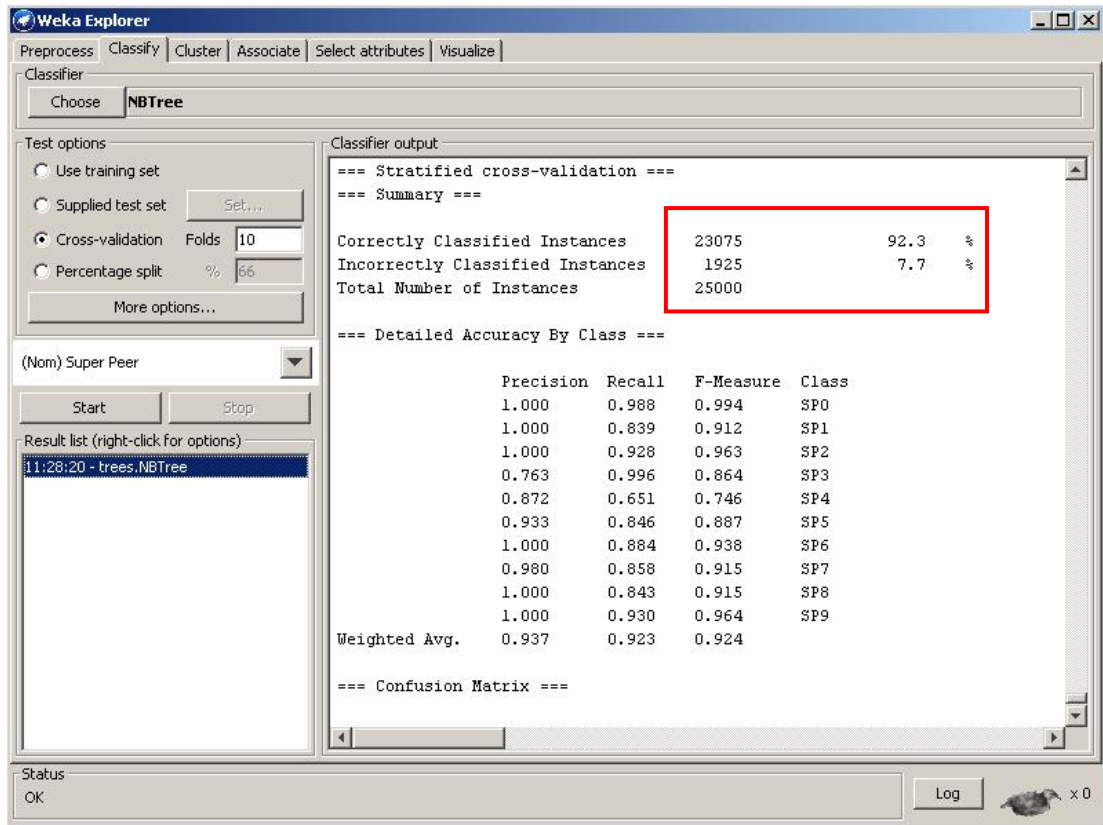 Weka Explorer
Preprocess Classify Cluster Associate Select attributes Visualize
Classifier
Choose NBTree
Test options
Use training set
Supplied test set Set...
Cross-validation Folds 10
Percentage split % 66
More options...
(Nom) Super Peer
Start Stop
Result list (right-click for options)
11:28:20 - trees.NBTree
Classifier output
=== Stratified cross-validation ===
=== Summary ===
Correctly Classified Instances 23075 92.3 %
Incorrectly Classified Instances 1925 7.7 %
Total Number of Instances 25000
=== Detailed Accuracy By Class ===
Precision Recall F-Measure Class
1.000 0.988 0.994 SP0
1.000 0.839 0.912 SP1
1.000 0.928 0.963 SP2
0.763 0.996 0.864 SP3
0.872 0.651 0.746 SP4
0.933 0.846 0.887 SP5
1.000 0.884 0.938 SP6
0.980 0.858 0.915 SP7
1.000 0.843 0.915 SP8
1.000 0.930 0.964 SP9
Weighted Avg. 0.937 0.923 0.924
=== Confusion Matrix ===
Status
OK
Log x 0